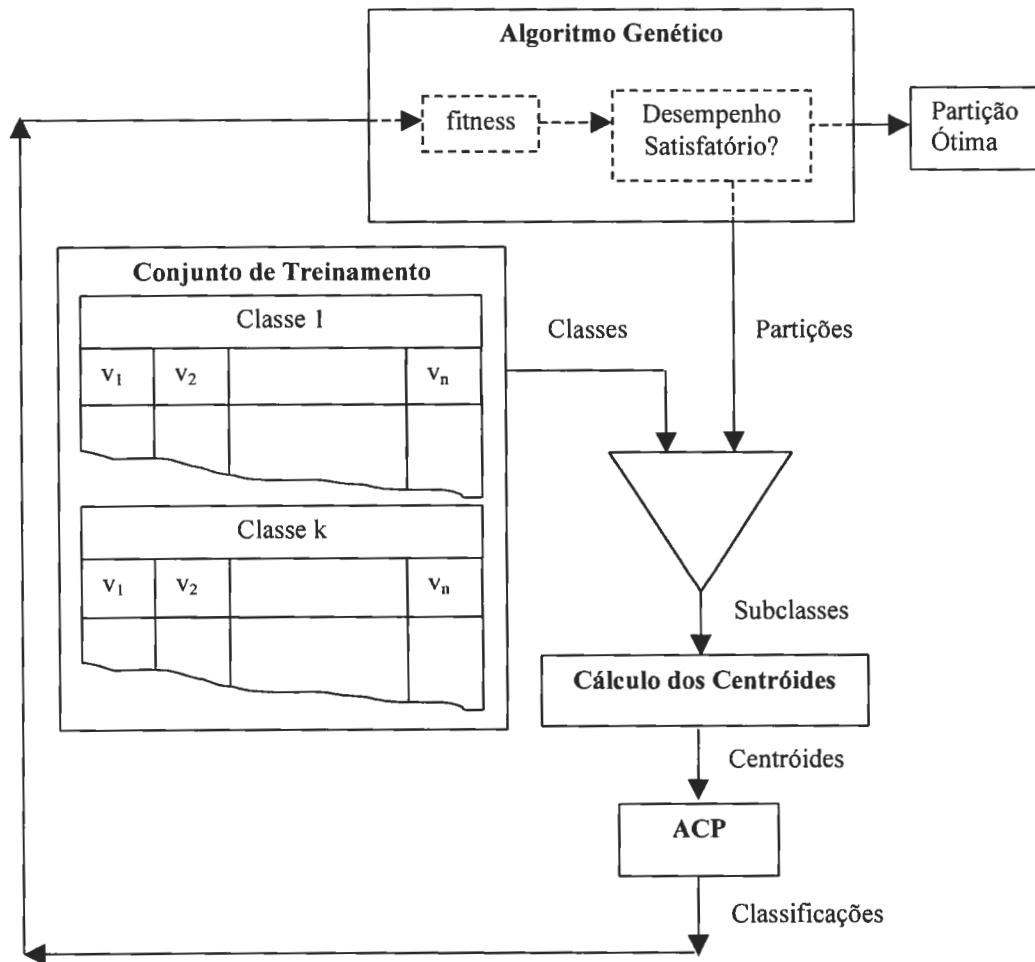 Algoritmo Genético
fitness
Desempenho
Satisfatório?
Partição
Ótima
Conjunto de Treinamento
Classe 1
v1 v2 vn
Classe k
v1 v2 vn
Classes
Partições
Subclasses
Cálculo dos Centróides
Centróides
ACP
Classificações